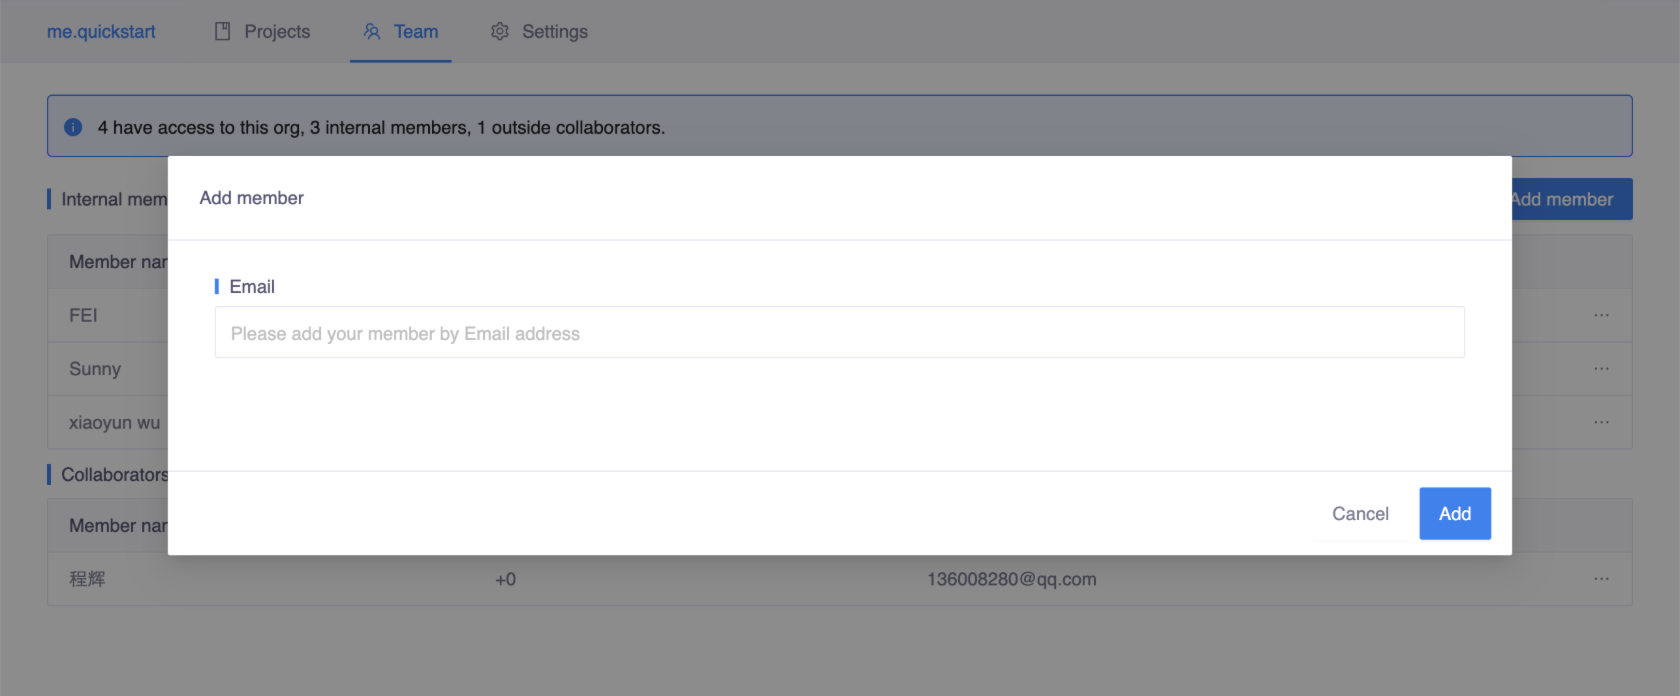 me.quickstart Projects Team Settings
4 have access to this org, 3 internal members, 1 outside collaborators.
Internal mem
Add member
Add member
Member nar
Email
FEI
Please add your member by Email address
Sunny
xiaoyun wu
Collaborators
Cancel Add
Member nar
程辉 +0 136008280@qq.com